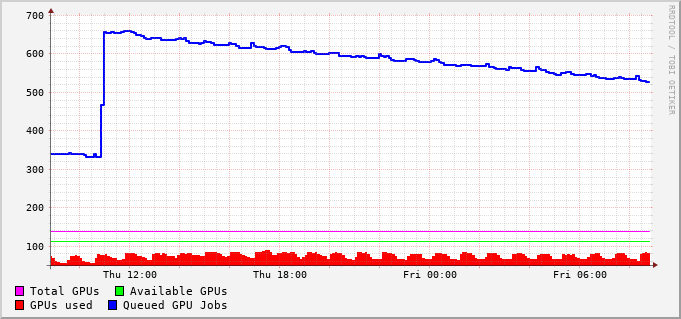 700
600
500
400
300
200
100
Thu 12:00 Thu 18:00 Fri 00:00 Fri 06:00
Total GPUs Available GPUs
GPUs used Queued GPU Jobs
RRDTOOL / TOBI OETIKER